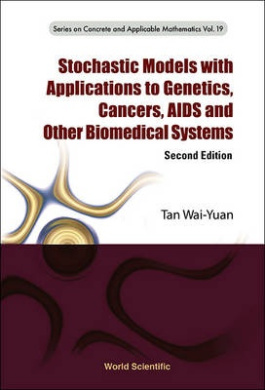 Series on Concrete and Applicable Mathematics Vol. 19
Stochastic Models with
Applications to Genetics,
Cancers, AIDS and
Other Biomedical Systems
Second Edition
Tan Wai-Yuan
World Scientific